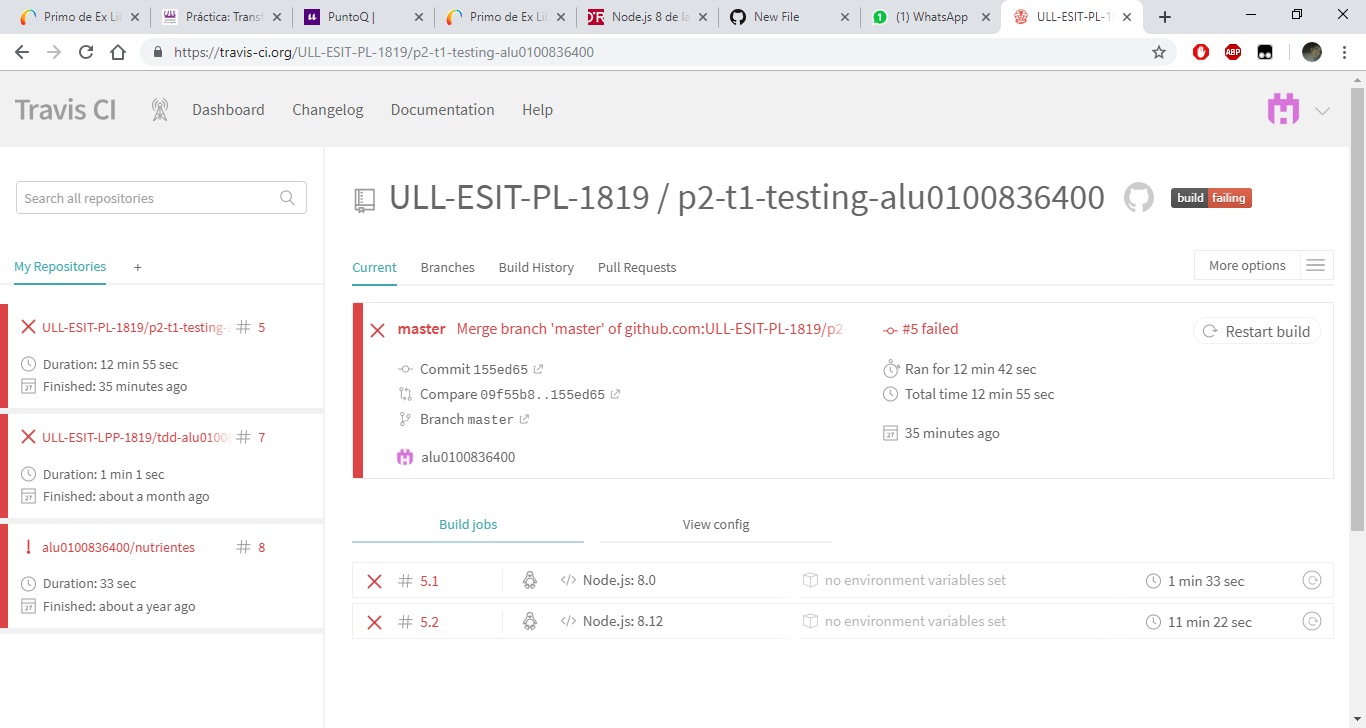 Primo de Ex Lib
Práctica: Transf
PuntoQ |
Primo de Ex Lib
Node.js 8 de la
New File
(1) WhatsApp
ULL-ESIT-PL-1
https://travis-ci.org/ULL-ESIT-PL-1819/p2-t1-testing-alu0100836400
ABP
Travis CI
Dashboard
Changelog
Documentation
Help
Search all repositories
My Repositories +
ULL-ESIT-PL-1819/p2-t1-testing- # 5
Duration: 12 min 55 sec
Finished: 35 minutes ago
ULL-ESIT-LPP-1819/tdd-alu0100 # 7
Duration: 1 min 1 sec
Finished: about a month ago
alu0100836400/nutrientes # 8
Duration: 33 sec
Finished: about a year ago
ULL-ESIT-PL-1819 / p2-t1-testing-alu0100836400
build failing
Current Branches Build History Pull Requests
More options
master Merge branch 'master' of github.com:ULL-ESIT-PL-1819/p2-
#5 failed
Restart build
Commit 155ed65
Ran for 12 min 42 sec
Compare 09f55b8..155ed65
Total time 12 min 55 sec
Branch master
35 minutes ago
alu0100836400
Build jobs View config
# 5.1 </> Node.js: 8.0 no environment variables set 1 min 33 sec
# 5.2 </> Node.js: 8.12 no environment variables set 11 min 22 sec